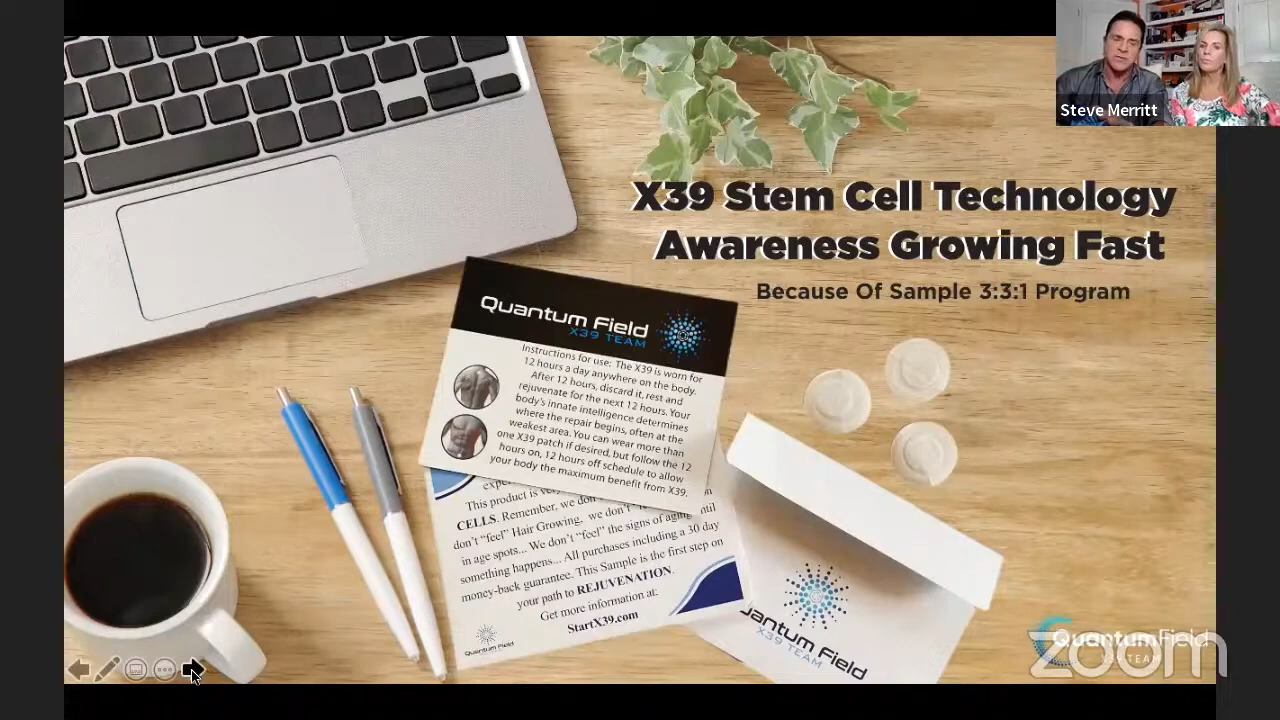 Steve Merritt
X39 Stem Cell Technology
Awareness Growing Fast
Because Of Sample 3:3:1 Program
Quantum Field
X39 TEAM
Instructions for use: The X39 is worn for
12 hours a day anywhere on the body.
After 12 hours, discard it, rest and
rejuvenate for the next 12 hours. Your
body's innate intelligence determines
where the repair begins, often at the
weakest area. You can wear more than
one X39 patch if desired, but follow the 12
hours on, 12 hours off schedule to allow
your body the maximum benefit from X39.
This product is
CELLS. Remember, we don
don't "feel" Hair Growing, we don't
in age spots... We don't "feel" the signs of aging until
something happens... All purchases including a 30 day
money-back guarantee. This Sample is the first step on
your path to REJUVENATION.
Get more information at:
StartX39.com
Quantum Field
uantum Field
X39 TEAM
QuantumField
X39 TEAM
zoom